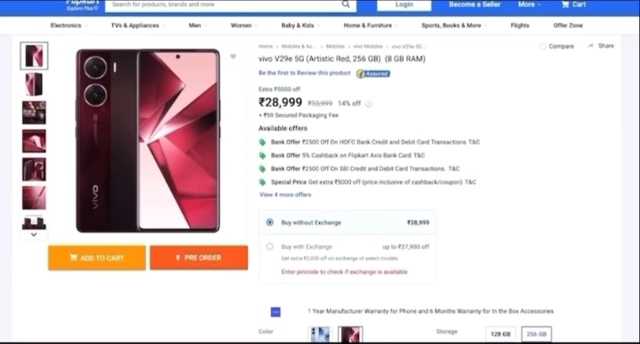 Flipkart
Explore Plus
Search for products, brands and more
Login
Become a Seller
More
Cart
Electronics
TVs & Appliances
Men
Women
Baby & Kids
Home & Furniture
Sports, Books & More
Flights
Offer Zone
Home
Mobiles & Ac..
Mobiles
vivo Mobiles
vivo V29e 5G ..
Compare
Share
vivo V29e 5G (Artistic Red, 256 GB) (8 GB RAM)
Be the first to Review this product
Assured
Extra ₹5000 off
₹28,999 ₹33,999 14% off
+ ₹59 Secured Packaging Fee
Available offers
Bank Offer ₹2500 Off On HDFC Bank Credit and Debit Card Transactions T&C
Bank Offer 5% Cashback on Flipkart Axis Bank Card T&C
Bank Offer ₹2500 Off On SBI Credit and Debit Card Transactions T&C
Special Price Get extra ₹5000 off (price inclusive of cashback/coupon) T&C
View 4 more offers
Buy without Exchange ₹28,999
Buy with Exchange up to ₹27,900 off
on exchange of select models
Enter pincode to check if exchange is available
vivo
ADD TO CART
PRE ORDER
1 Year Manufacturer Warranty for Phone and 6 Months Warranty for In the Box Accessories
Color
Storage
128 GB
256 GB